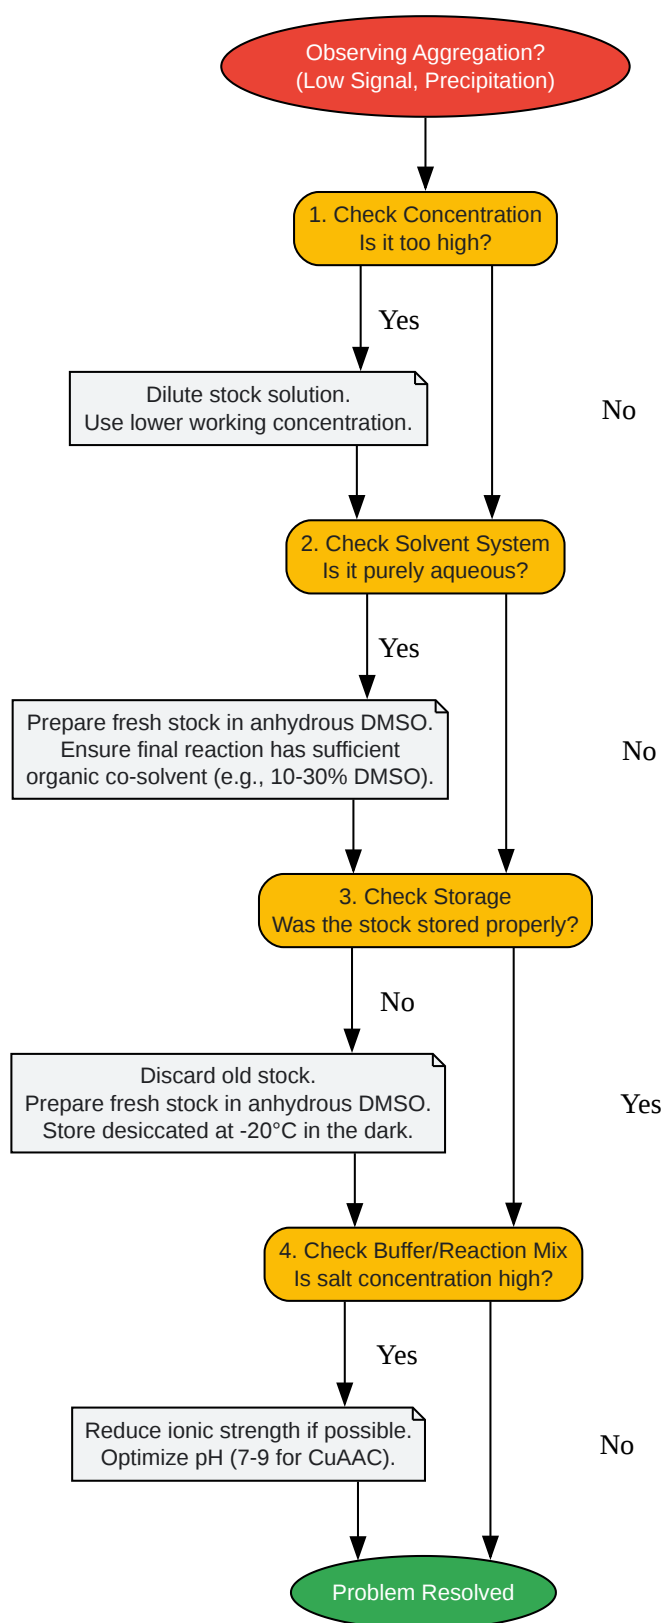 Observing Aggregation?
(Low Signal, Precipitation)
1. Check Concentration
Is it too high?
Yes
Dilute stock solution.
Use lower working concentration.
No
2. Check Solvent System
Is it purely aqueous?
Yes
Prepare fresh stock in anhydrous DMSO.
Ensure final reaction has sufficient
organic co-solvent (e.g., 10-30% DMSO).
No
3. Check Storage
Was the stock stored properly?
No
Discard old stock.
Prepare fresh stock in anhydrous DMSO.
Store desiccated at -20°C in the dark.
Yes
4. Check Buffer/Reaction Mix
Is salt concentration high?
Yes
Reduce ionic strength if possible.
Optimize pH (7-9 for CuAAC).
No
Problem Resolved